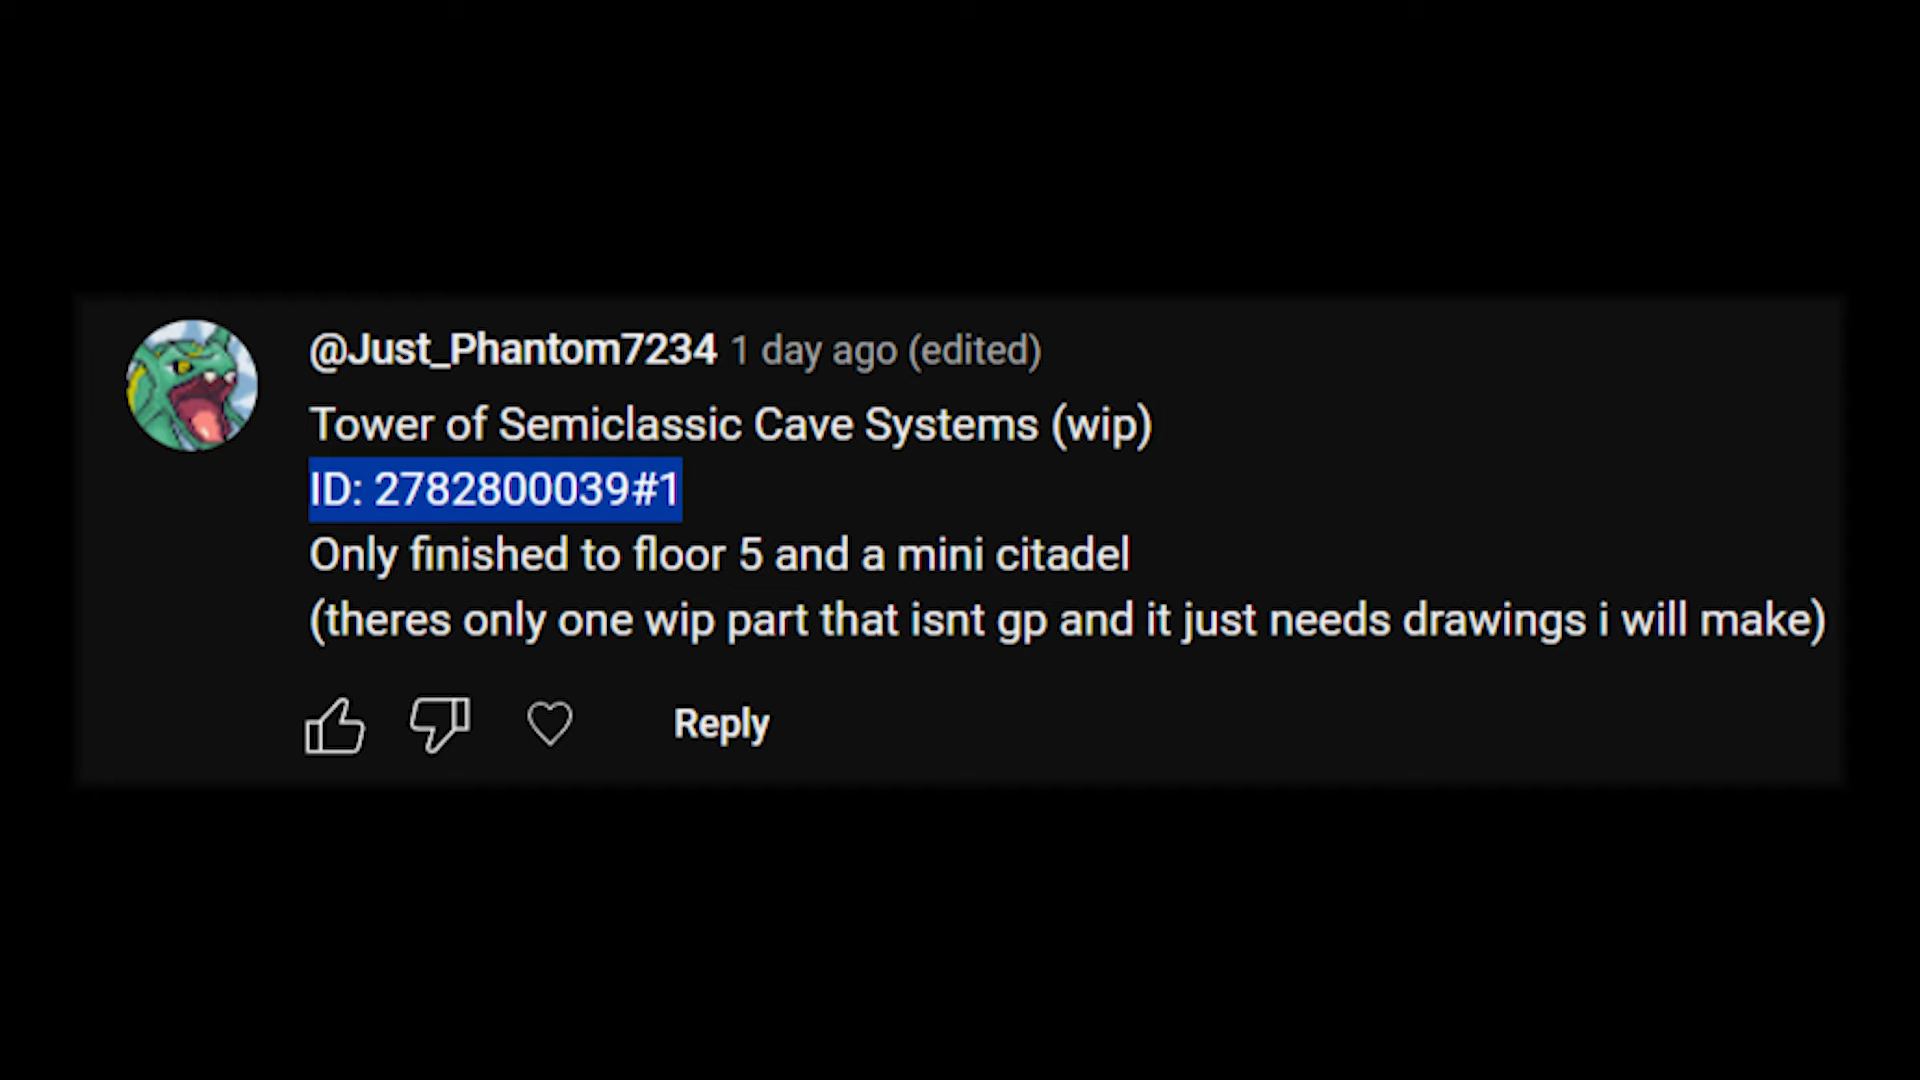 @Just_Phantom7234 1 day ago (edited)
Tower of Semiclassic Cave Systems (wip)
ID: 2782800039#1
Only finished to floor 5 and a mini citadel
(theres only one wip part that isnt gp and it just needs drawings i will make)
Reply